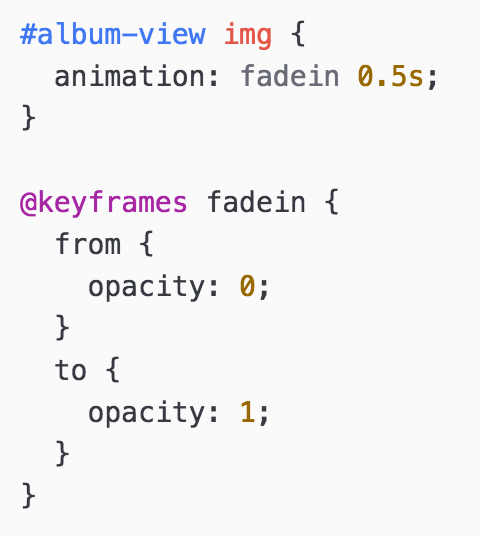 #album-view img {
  animation: fadein 0.5s;
}

@keyframes fadein {
  from {
    opacity: 0;
  }
  to {
    opacity: 1;
  }
}